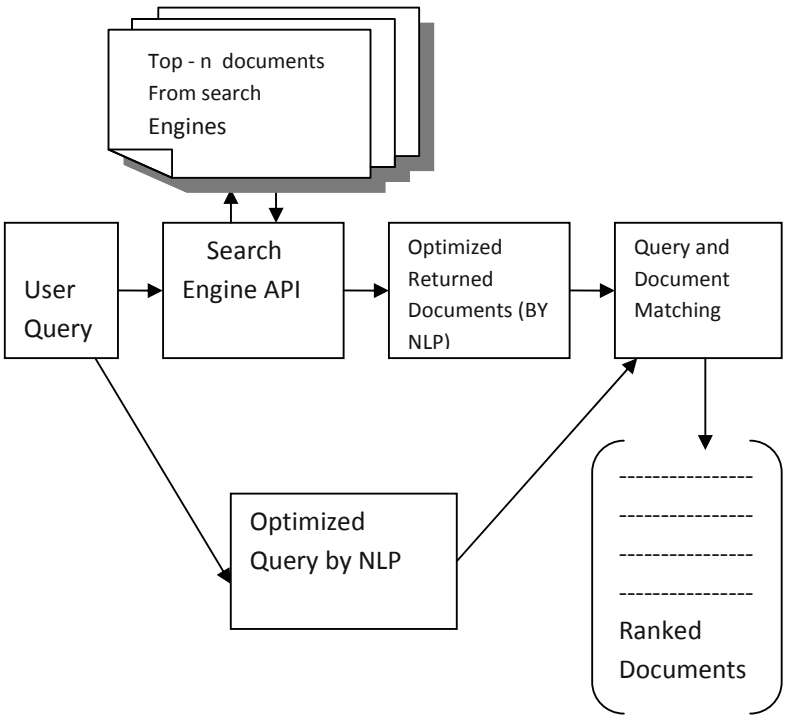 Top - n documents
From search
Engines
User
Query
Search
Engine API
Optimized
Returned
Documents (BY
NLP)
Query and
Document
Matching
Optimized
Query by NLP
----------------
----------------
----------------
----------------
Ranked
Documents